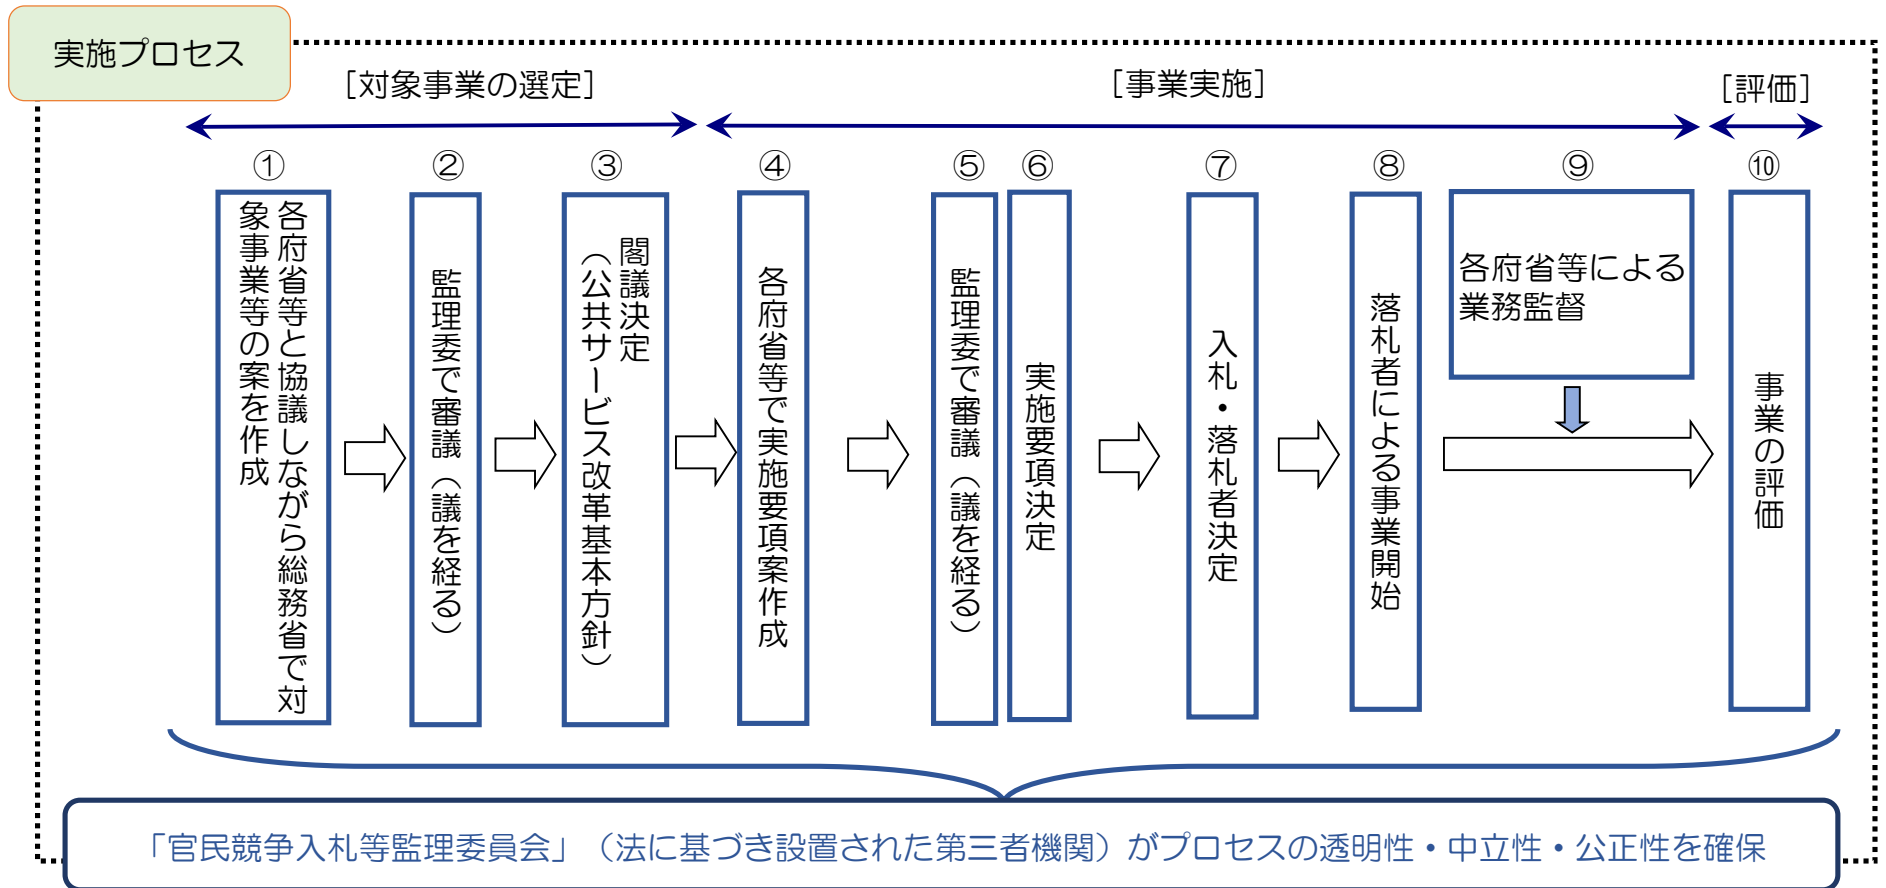 実施プロセス
［対象事業の選定］
［事業実施］
［評価］
①
②
③
④
⑤
⑥
⑦
⑧
⑨
⑩
各府省等と協議しながら総務省で対
象事業等の案を作成
監理委で審議（議を経る）
閣議決定
（公共サービス改革基本方針）
各府省等で実施要項案作成
監理委で審議（議を経る）
実施要項決定
入札・落札者決定
落札者による事業開始
各府省等による
業務監督
事業の評価
「官民競争入札等監理委員会」（法に基づき設置された第三者機関）がプロセスの透明性・中立性・公正性を確保